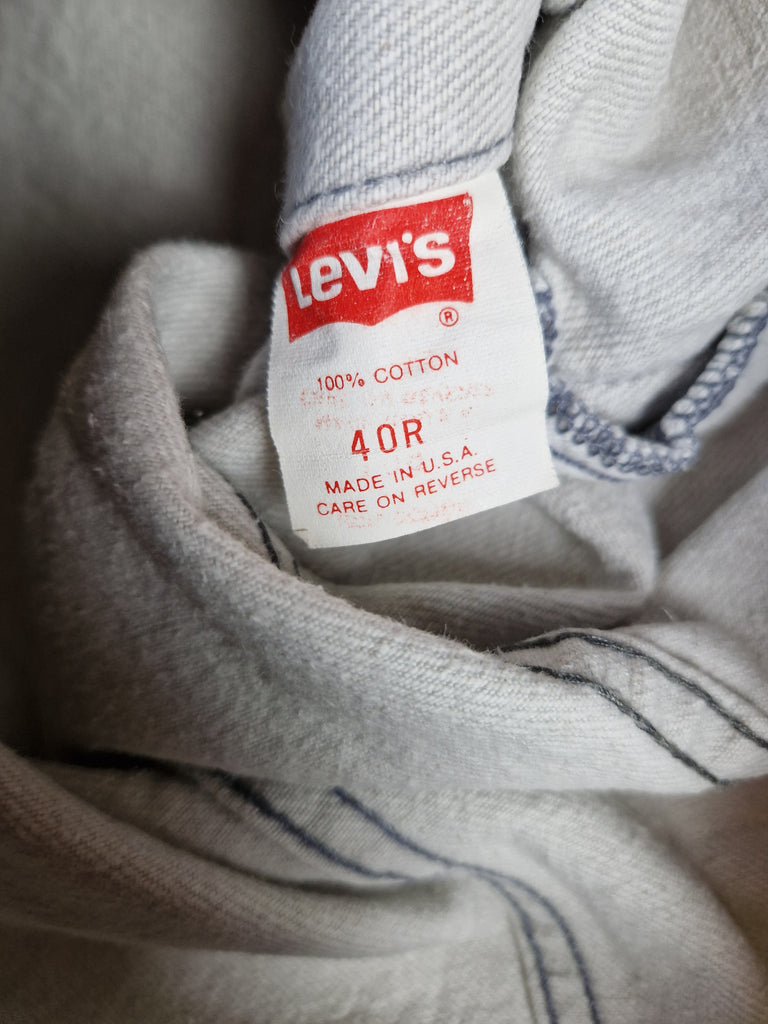 Levi's
®
100% COTTON
40R
MADE IN U.S.A.
CARE ON REVERSE